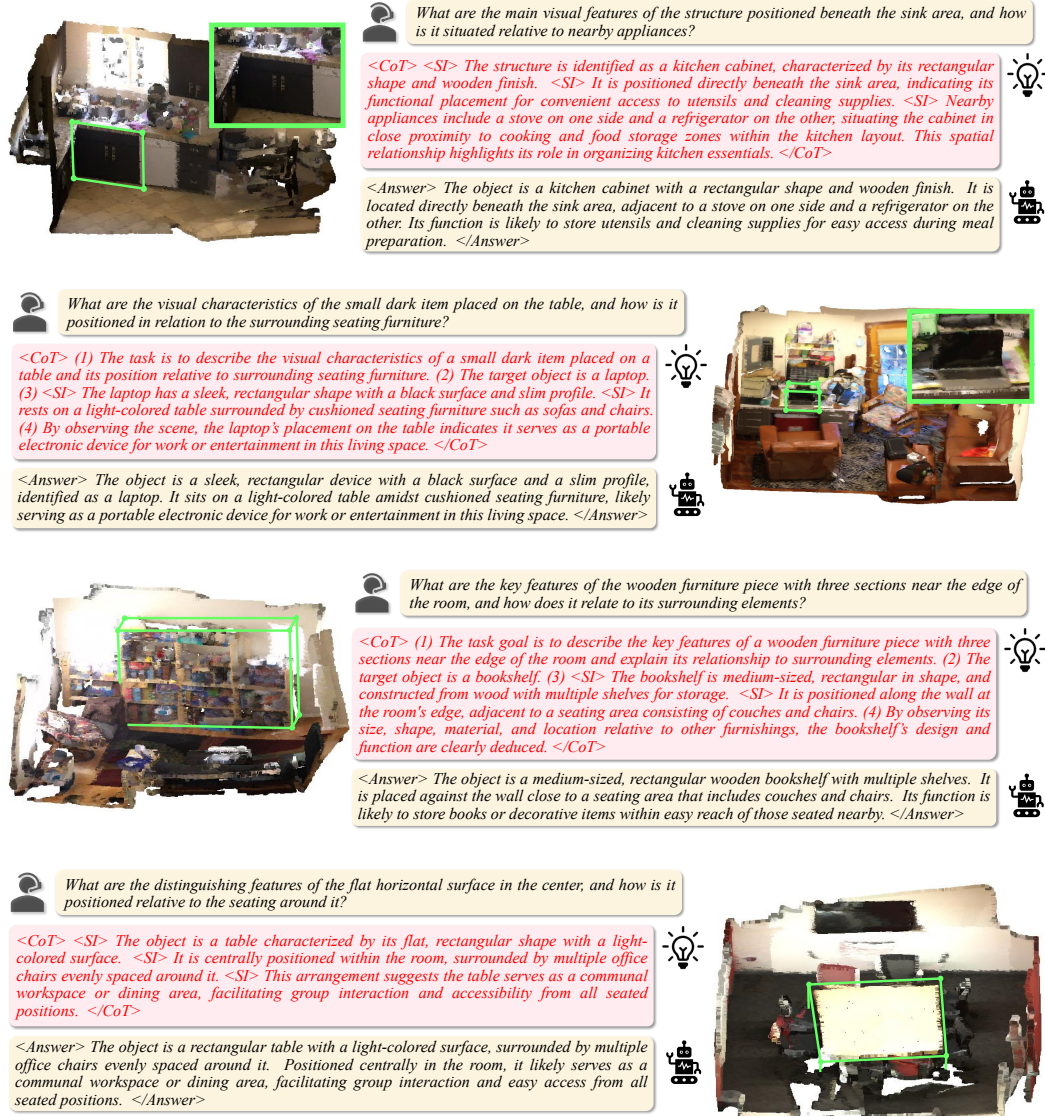 What are the main visual features of the structure positioned beneath the sink area, and how
is it situated relative to nearby appliances?
<CoT> <SI> The structure is identified as a kitchen cabinet, characterized by its rectangular
shape and wooden finish. <SI> It is positioned directly beneath the sink area, indicating its
functional placement for convenient access to utensils and cleaning supplies. <SI> Nearby
appliances include a stove on one side and a refrigerator on the other, situating the cabinet in
close proximity to cooking and food storage zones within the kitchen layout. This spatial
relationship highlights its role in organizing kitchen essentials. </CoT>
<Answer> The object is a kitchen cabinet with a rectangular shape and wooden finish. It is
located directly beneath the sink area, adjacent to a stove on one side and a refrigerator on the
other. Its function is likely to store utensils and cleaning supplies for easy access during meal
preparation. </Answer>
What are the visual characteristics of the small dark item placed on the table, and how is it
positioned in relation to the surrounding seating furniture?
<CoT> (1) The task is to describe the visual characteristics of a small dark item placed on a
table and its position relative to surrounding seating furniture. (2) The target object is a laptop.
(3) <SI> The laptop has a sleek, rectangular shape with a black surface and slim profile. <SI> It
rests on a light-colored table surrounded by cushioned seating furniture such as sofas and chairs.
(4) By observing the scene, the laptop's placement on the table indicates it serves as a portable
electronic device for work or entertainment in this living space. </CoT>
<Answer> The object is a sleek, rectangular device with a black surface and a slim profile,
identified as a laptop. It sits on a light-colored table amidst cushioned seating furniture, likely
serving as a portable electronic device for work or entertainment in this living space. </Answer>
What are the key features of the wooden furniture piece with three sections near the edge of
the room, and how does it relate to its surrounding elements?
<CoT> (1) The task goal is to describe the key features of a wooden furniture piece with three
sections near the edge of the room and explain its relationship to surrounding elements. (2) The
target object is a bookshelf. (3) <SI> The bookshelf is medium-sized, rectangular in shape, and
constructed from wood with multiple shelves for storage. <SI> It is positioned along the wall at
the room's edge, adjacent to a seating area consisting of couches and chairs. (4) By observing its
size, shape, material, and location relative to other furnishings, the bookshelf's design and
function are clearly deduced. </CoT>
<Answer> The object is a medium-sized, rectangular wooden bookshelf with multiple shelves. It
is placed against the wall close to a seating area that includes couches and chairs. Its function is
likely to store books or decorative items within easy reach of those seated nearby. </Answer>
What are the distinguishing features of the flat horizontal surface in the center, and how is it
positioned relative to the seating around it?
<CoT> <SI> The object is a table characterized by its flat, rectangular shape with a light-
colored surface. <SI> It is centrally positioned within the room, surrounded by multiple office
chairs evenly spaced around it. <SI> This arrangement suggests the table serves as a communal
workspace or dining area, facilitating group interaction and accessibility from all seated
positions. </CoT>
<Answer> The object is a rectangular table with a light-colored surface, surrounded by multiple
office chairs evenly spaced around it. Positioned centrally in the room, it likely serves as a
communal workspace or dining area, facilitating group interaction and easy access from all
seated positions. </Answer>